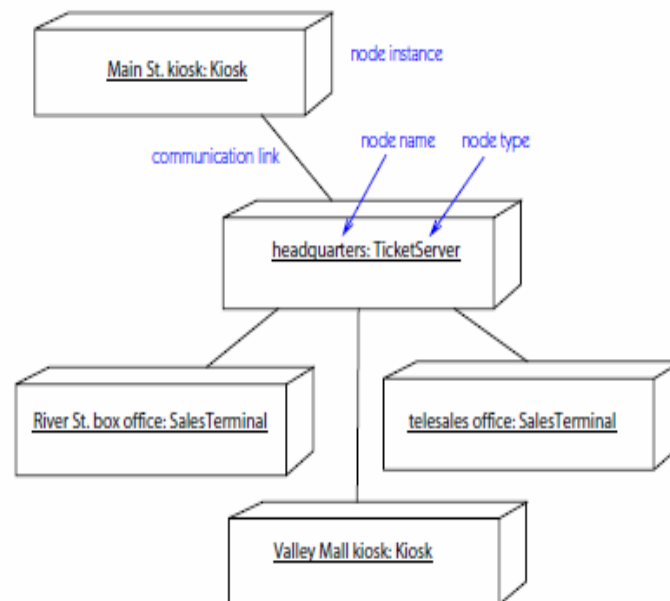 node instance
Main St. kiosk: Kiosk
node name
node type
communication link
headquarters: TicketServer
River St. box office: SalesTerminal
telesales office: SalesTerminal
Valley Mall kiosk: Kiosk